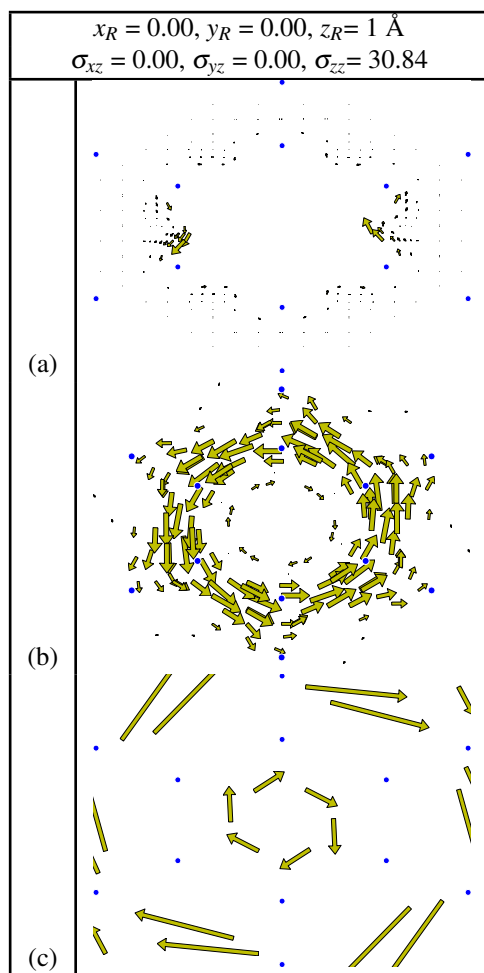 x_R = 0.00, y_R = 0.00, z_R= 1 Å
σ_xz = 0.00, σ_yz = 0.00, σ_zz = 30.84
(a)
(b)
(c)